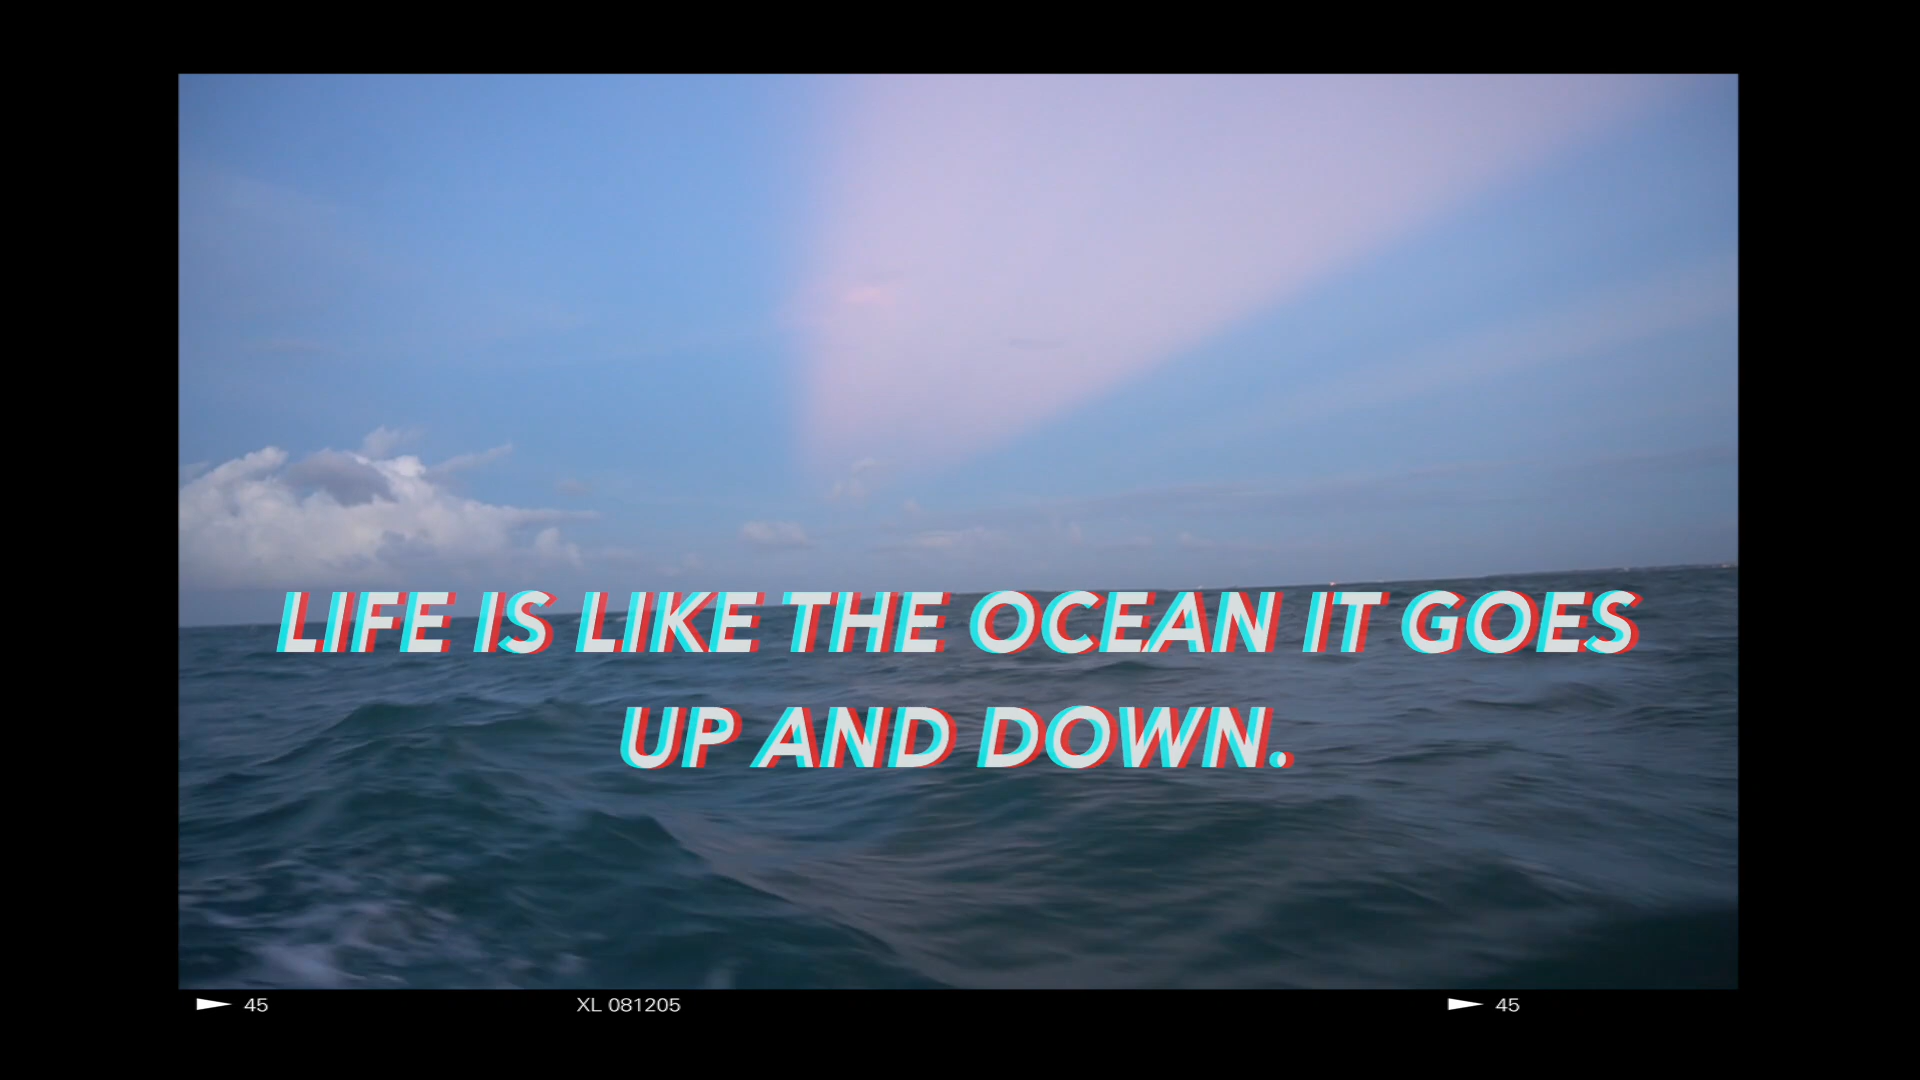 LIFE IS LIKE THE OCEAN IT GOES
UP AND DOWN.
45 XL 081205 45